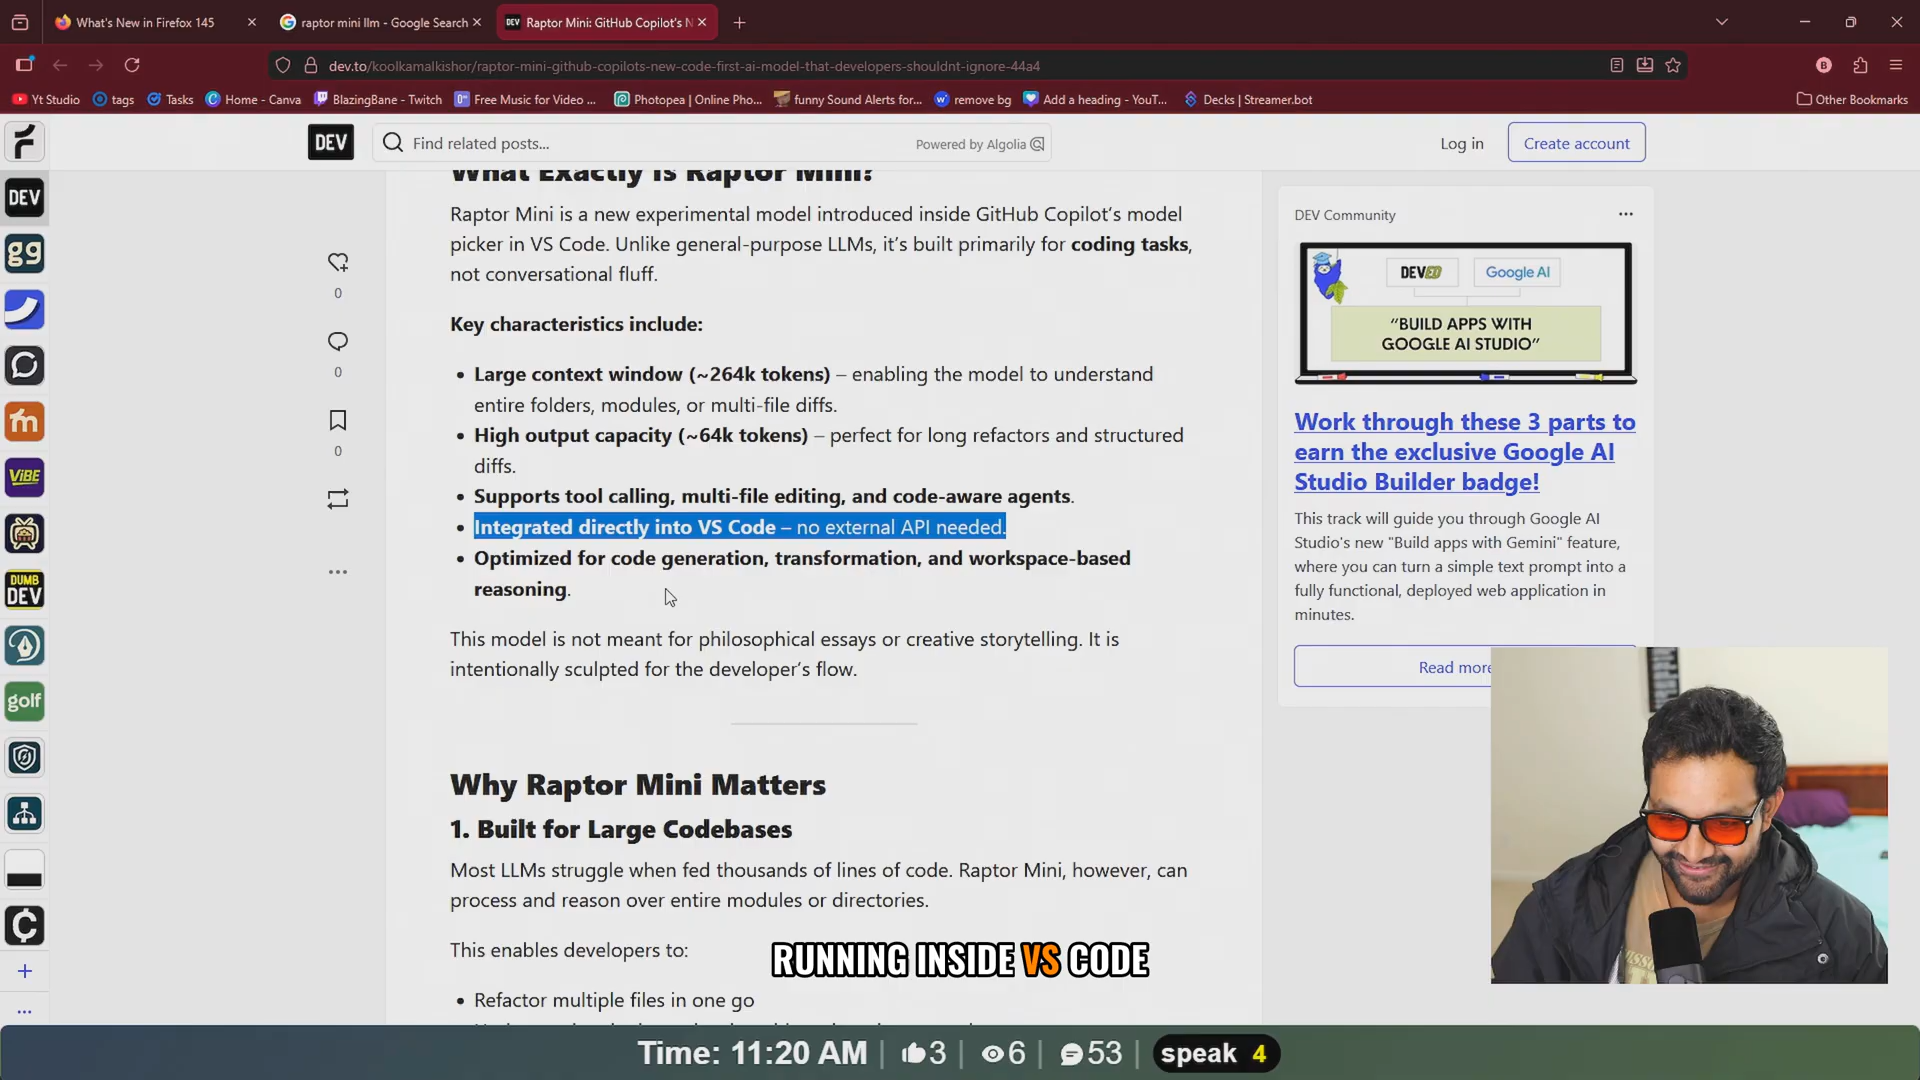 What's New in Firefox 145
raptor mini llm - Google Search
DEV
Raptor Mini: GitHub Copilot's N
dev.to/koolkamalkishor/raptor-mini-github-copilots-new-code-first-ai-model-that-developers-shouldnt-ignore-44a4
B
Yt Studio
tags
Tasks
Home - Canva
BlazingBane - Twitch
Free Music for Video ...
Photopea | Online Pho...
funny Sound Alerts for...
remove bg
Add a heading - YouT...
Decks | Streamer.bot
Other Bookmarks
DEV
Find related posts...
Powered by Algolia
Log in
Create account
DEV
gg
m
ViBE
DUMB
DEV
golf
What Exactly Is Raptor Mini?
Raptor Mini is a new experimental model introduced inside GitHub Copilot's model
picker in VS Code. Unlike general-purpose LLMs, it's built primarily for coding tasks,
not conversational fluff.
0
0
0
Key characteristics include:
• Large context window (~264k tokens) – enabling the model to understand
entire folders, modules, or multi-file diffs.
• High output capacity (~64k tokens) – perfect for long refactors and structured
diffs.
• Supports tool calling, multi-file editing, and code-aware agents.
• Integrated directly into VS Code – no external API needed.
• Optimized for code generation, transformation, and workspace-based
reasoning.
This model is not meant for philosophical essays or creative storytelling. It is
intentionally sculpted for the developer's flow.
Why Raptor Mini Matters
1. Built for Large Codebases
Most LLMs struggle when fed thousands of lines of code. Raptor Mini, however, can
process and reason over entire modules or directories.
This enables developers to:
• Refactor multiple files in one go
DEV Community
DEVED
Google AI
"BUILD APPS WITH
GOOGLE AI STUDIO"
Work through these 3 parts to
earn the exclusive Google AI
Studio Builder badge!
This track will guide you through Google AI
Studio's new "Build apps with Gemini" feature,
where you can turn a simple text prompt into a
fully functional, deployed web application in
minutes.
Read more
RUNNING INSIDE VS CODE
Time: 11:20 AM | 3 | 6 | 53 | speak 4